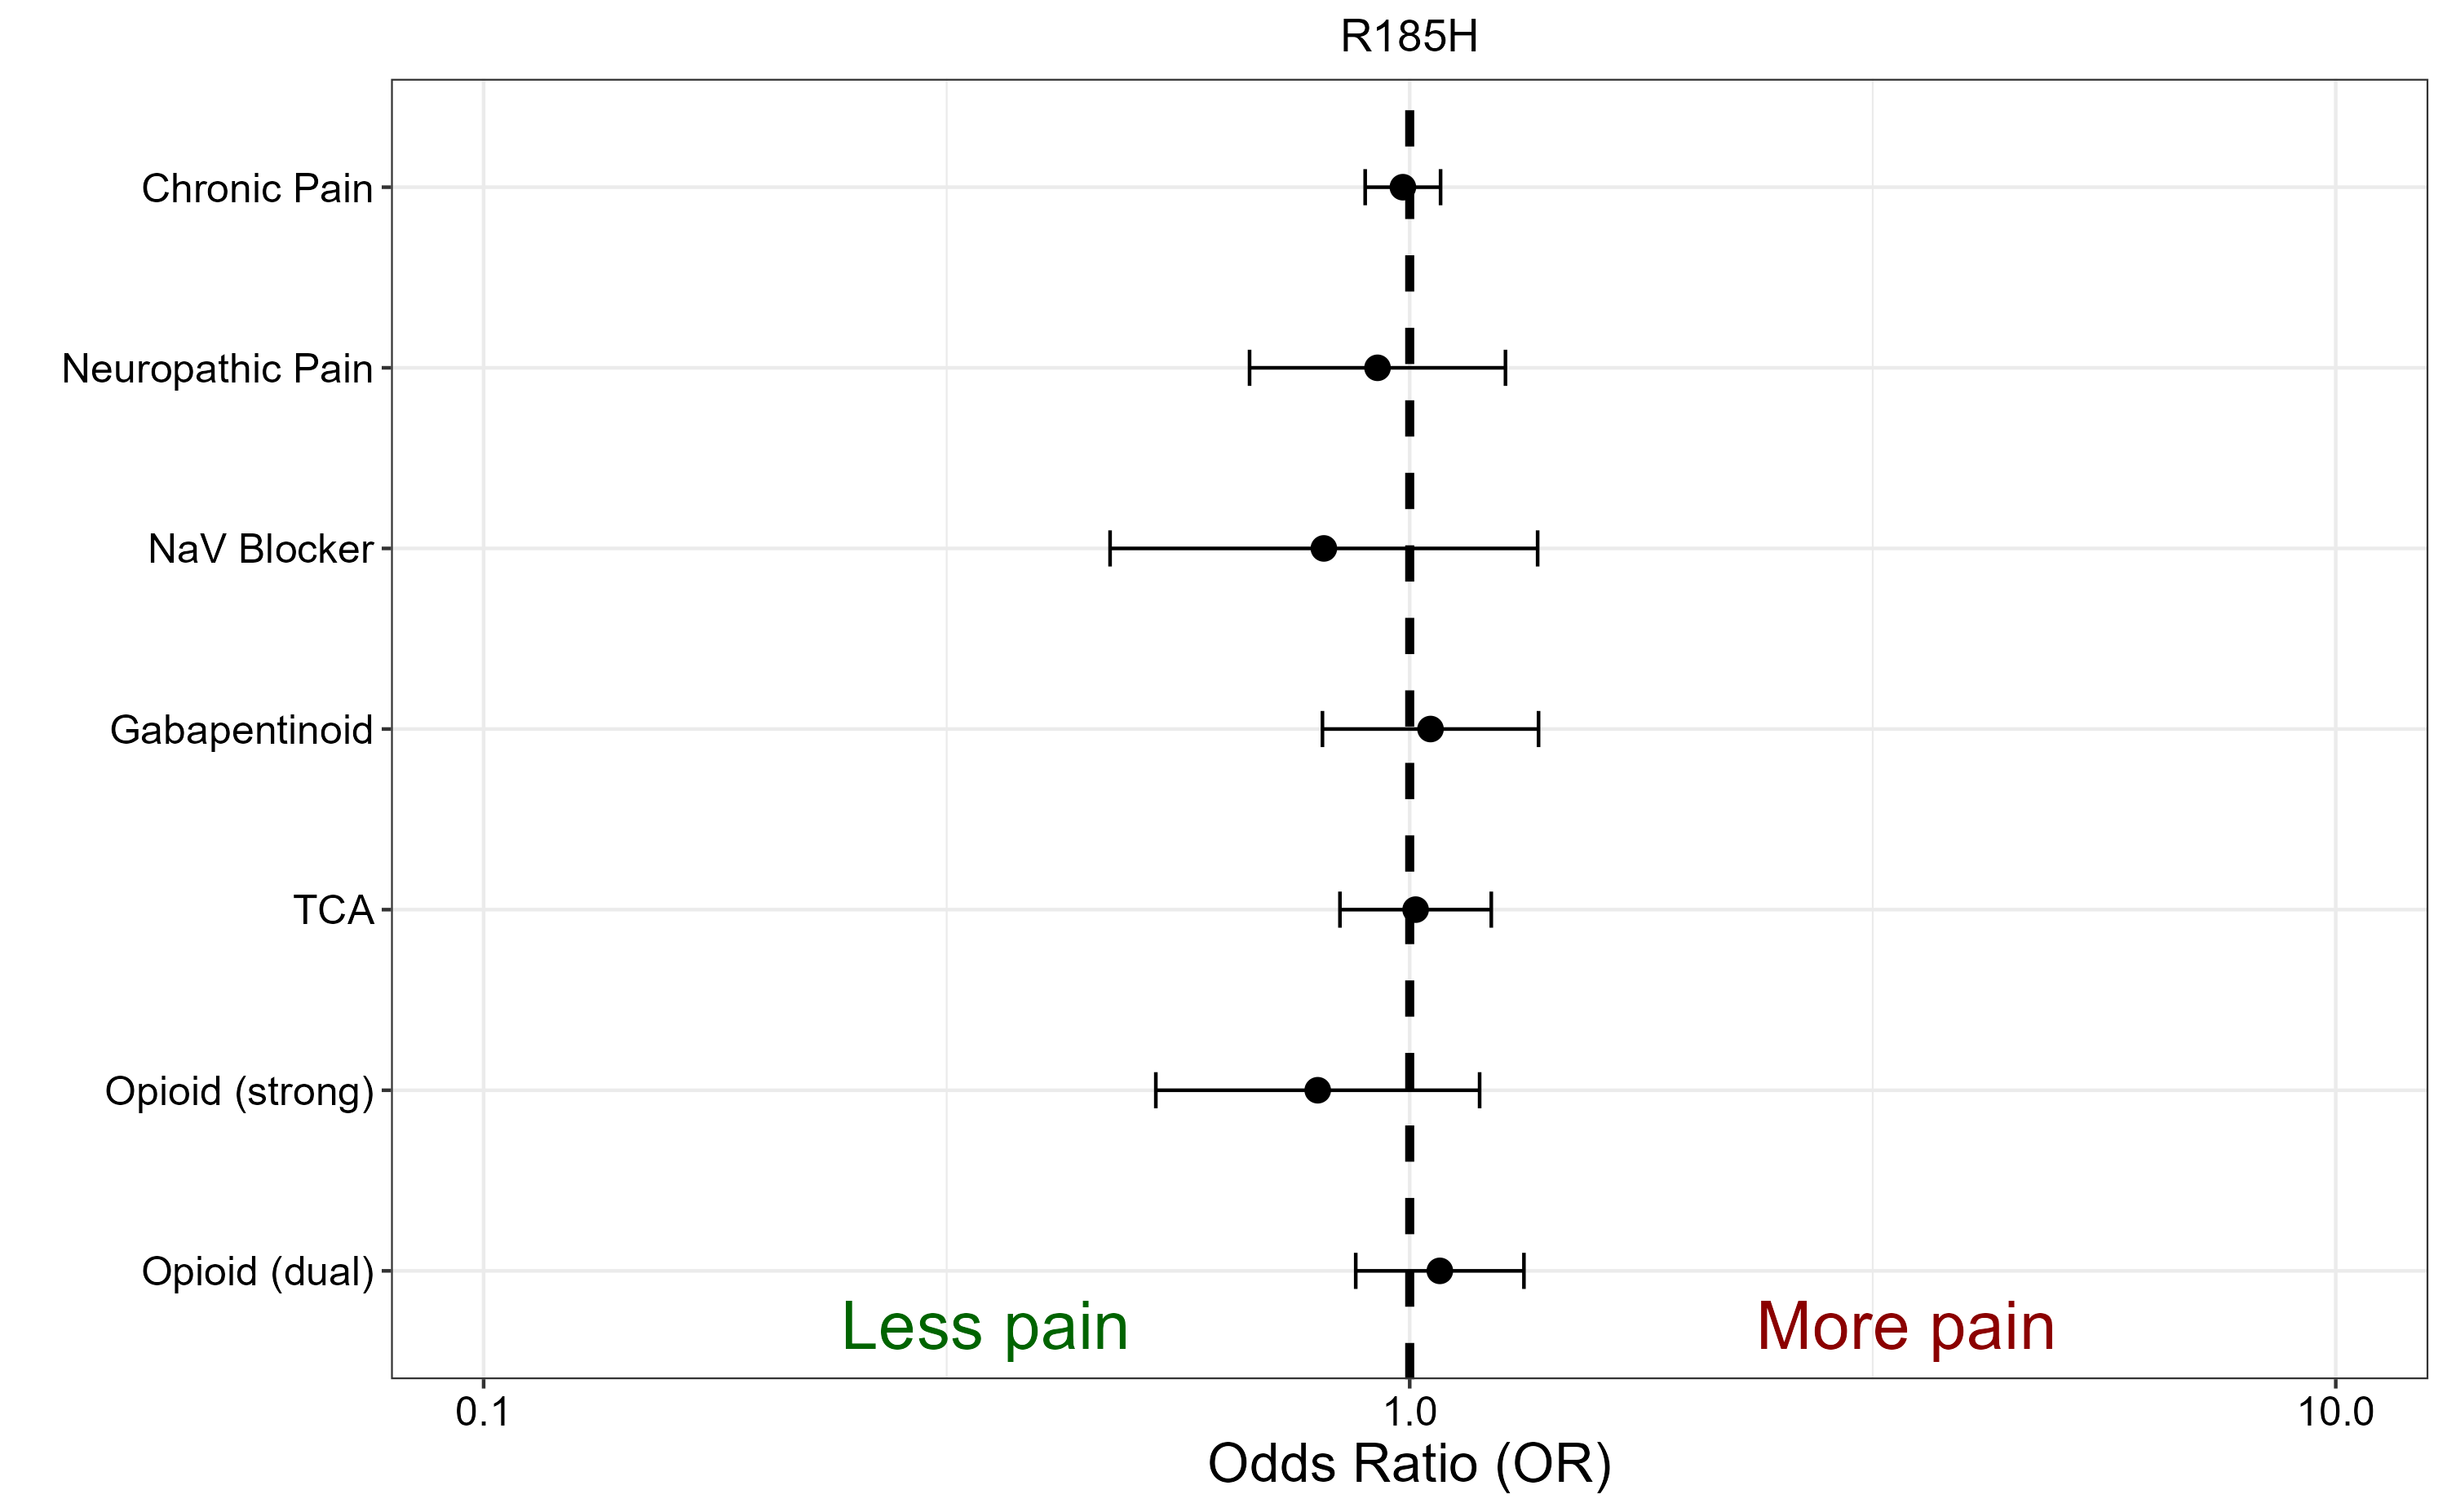 R185H
Chronic Pain
Neuropathic Pain
NaV Blocker
Gabapentinoid
TCA
Opioid (strong)
Opioid (dual)
Less pain
More pain
0.1
1.0
10.0
Odds Ratio (OR)